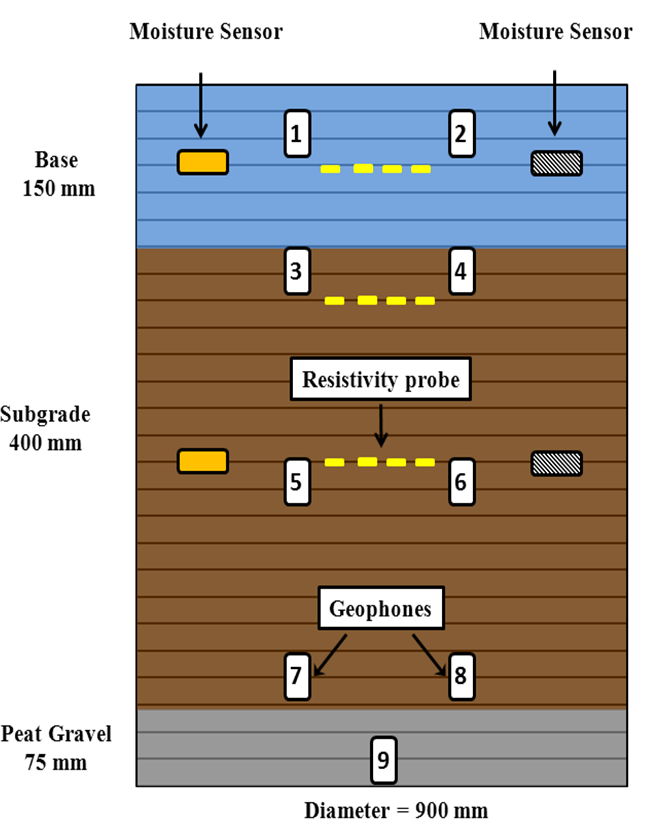 Moisture Sensor
Moisture Sensor
1
2
Base
150 mm
3
4
Resistivity probe
Subgrade
400 mm
5
6
Geophones
7
8
Peat Gravel
75 mm
9
Diameter = 900 mm